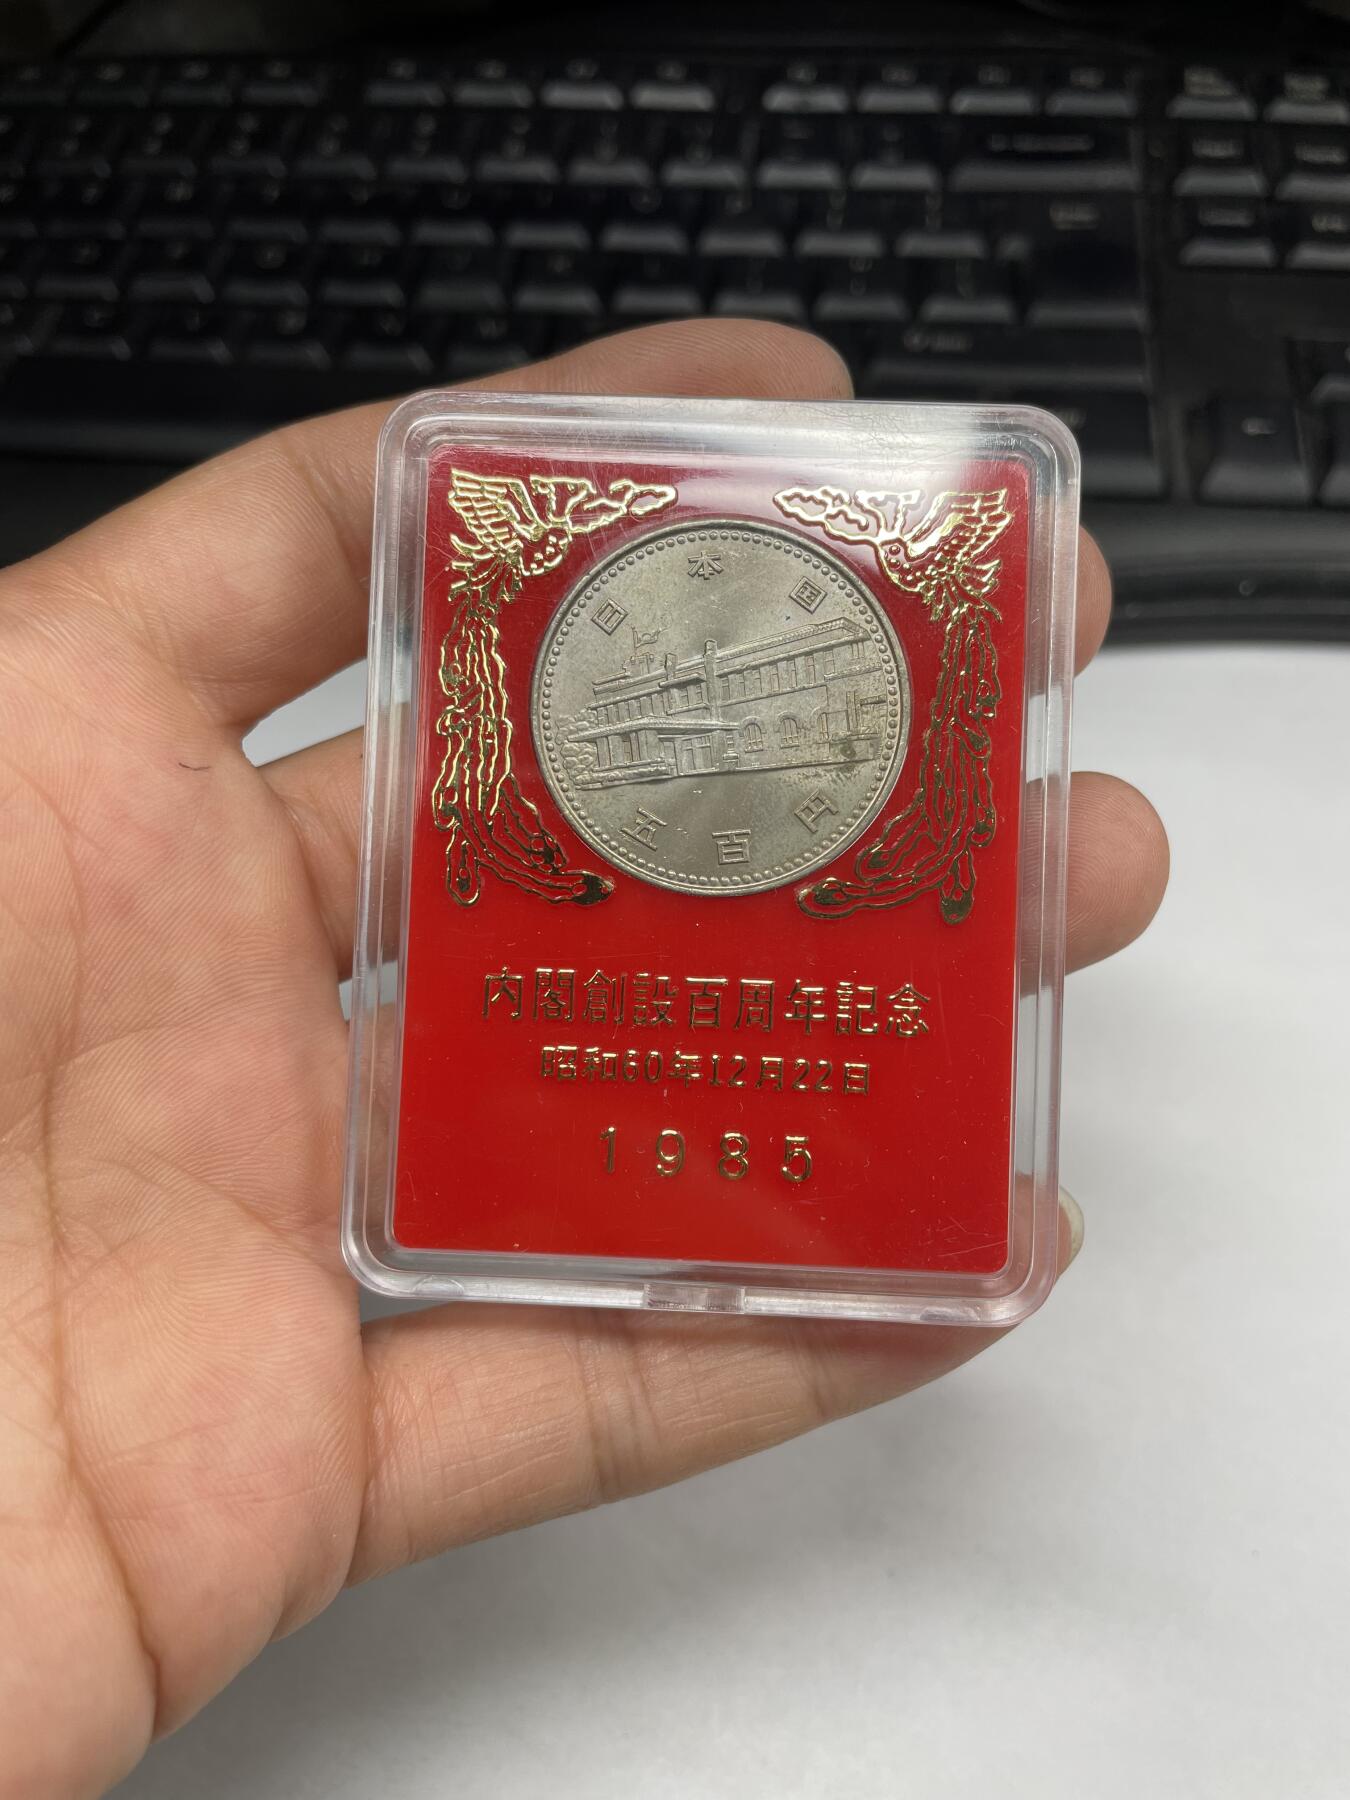 日本国
五百円
内閣創設百周年記念
昭和60年12月22日
1985